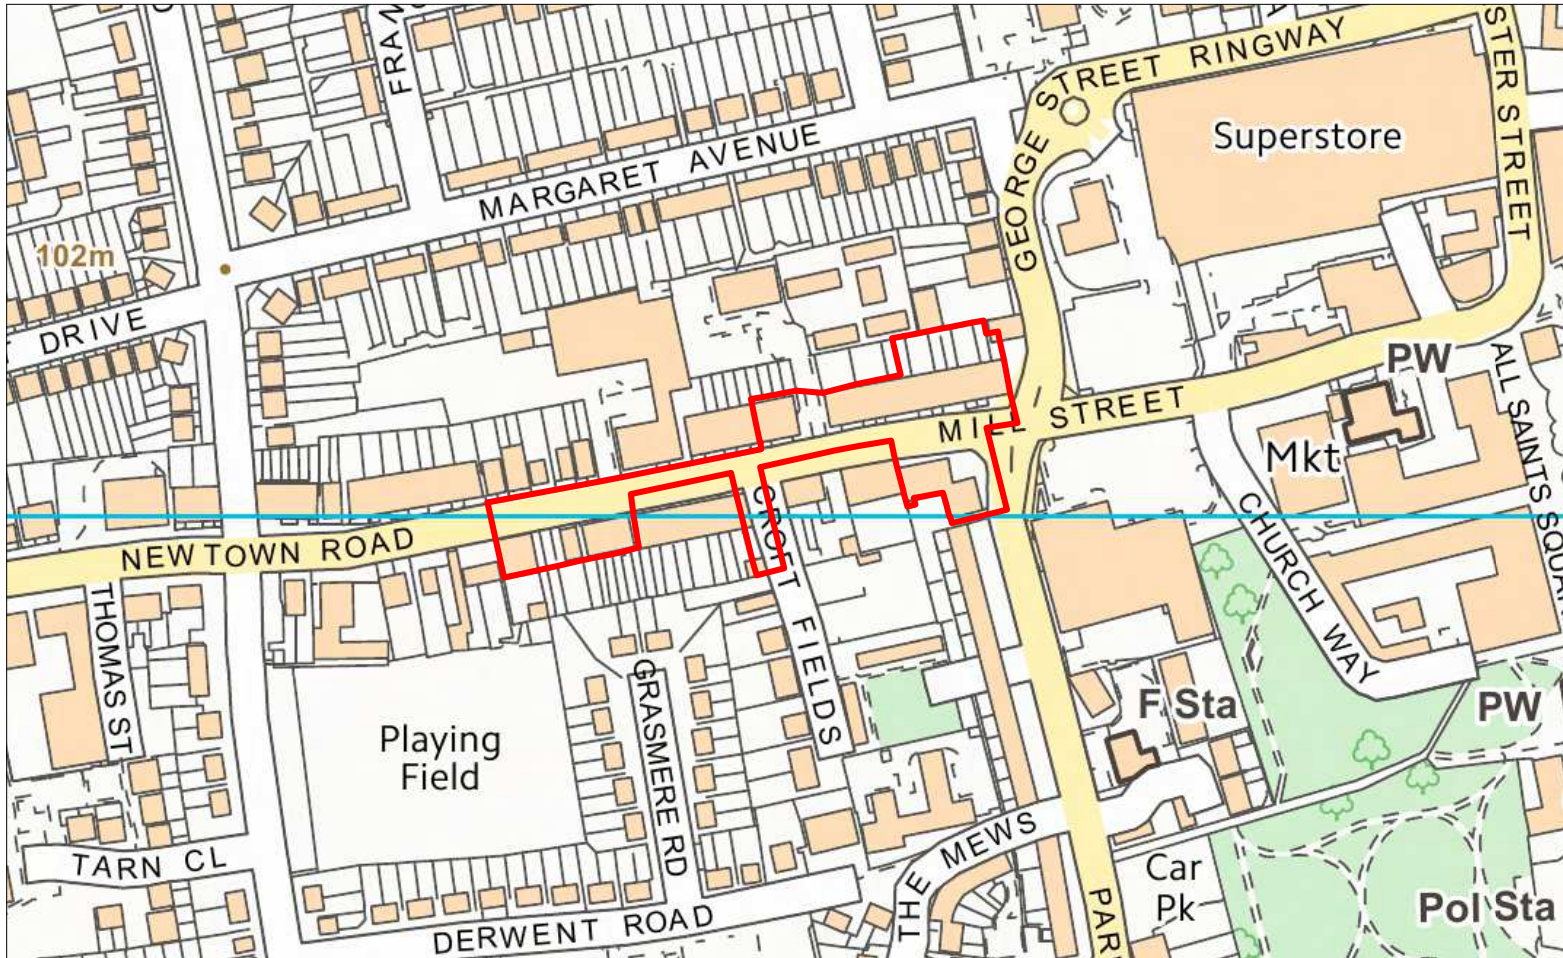 STREET RINGWAY
GEORGE
STER STREET
Superstore
MARGARET AVENUE
102m
DRIVE
PW
MILL STREET
ALL SAINTS SQUAR
Mkt
CHURCH WAY
NEWTOWN ROAD
CROFT FIELDS
THOMAS ST
GRASMERE RD
F Sta
PW
Playing
Field
TARN CL
THE MEWS
Car
Pk
PAR
Pol Sta
DERWENT ROAD